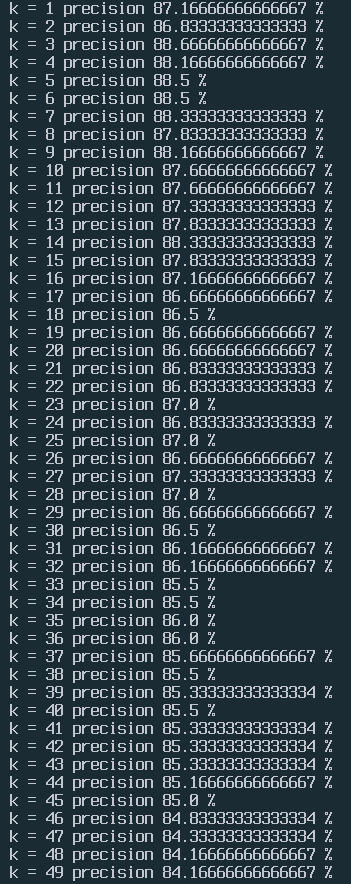 k = 1 precision 87.16666666666667 %
k = 2 precision 86.83333333333333 %
k = 3 precision 88.66666666666667 %
k = 4 precision 88.16666666666667 %
k = 5 precision 88.5 %
k = 6 precision 88.5 %
k = 7 precision 88.33333333333333 %
k = 8 precision 87.83333333333333 %
k = 9 precision 88.16666666666667 %
k = 10 precision 87.66666666666667 %
k = 11 precision 87.66666666666667 %
k = 12 precision 87.33333333333333 %
k = 13 precision 87.83333333333333 %
k = 14 precision 88.33333333333333 %
k = 15 precision 87.83333333333333 %
k = 16 precision 87.16666666666667 %
k = 17 precision 86.66666666666667 %
k = 18 precision 86.5 %
k = 19 precision 86.66666666666667 %
k = 20 precision 86.66666666666667 %
k = 21 precision 86.83333333333333 %
k = 22 precision 86.83333333333333 %
k = 23 precision 87.0 %
k = 24 precision 86.83333333333333 %
k = 25 precision 87.0 %
k = 26 precision 86.66666666666667 %
k = 27 precision 87.33333333333333 %
k = 28 precision 87.0 %
k = 29 precision 86.66666666666667 %
k = 30 precision 86.5 %
k = 31 precision 86.16666666666667 %
k = 32 precision 86.16666666666667 %
k = 33 precision 85.5 %
k = 34 precision 85.5 %
k = 35 precision 86.0 %
k = 36 precision 86.0 %
k = 37 precision 85.66666666666667 %
k = 38 precision 85.5 %
k = 39 precision 85.33333333333334 %
k = 40 precision 85.5 %
k = 41 precision 85.33333333333334 %
k = 42 precision 85.33333333333334 %
k = 43 precision 85.33333333333334 %
k = 44 precision 85.16666666666667 %
k = 45 precision 85.0 %
k = 46 precision 84.83333333333334 %
k = 47 precision 84.33333333333334 %
k = 48 precision 84.16666666666667 %
k = 49 precision 84.16666666666667 %